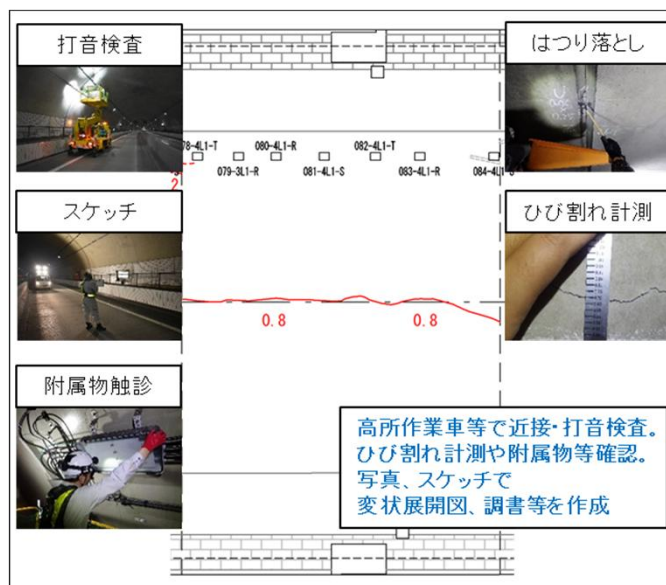 打音検査
はつり落とし
78-4L1-T
080-4L1-R
082-4L1-T
079-3L1-R
081-4L1-S
083-4L1-R
084-4L1-S
2
スケッチ
ひび割れ計測
0.8
0.8
附属物触診
高所作業車等で近接・打音検査。
ひび割れ計測や附属物等確認。
写真、スケッチで
変状展開図、調書等を作成